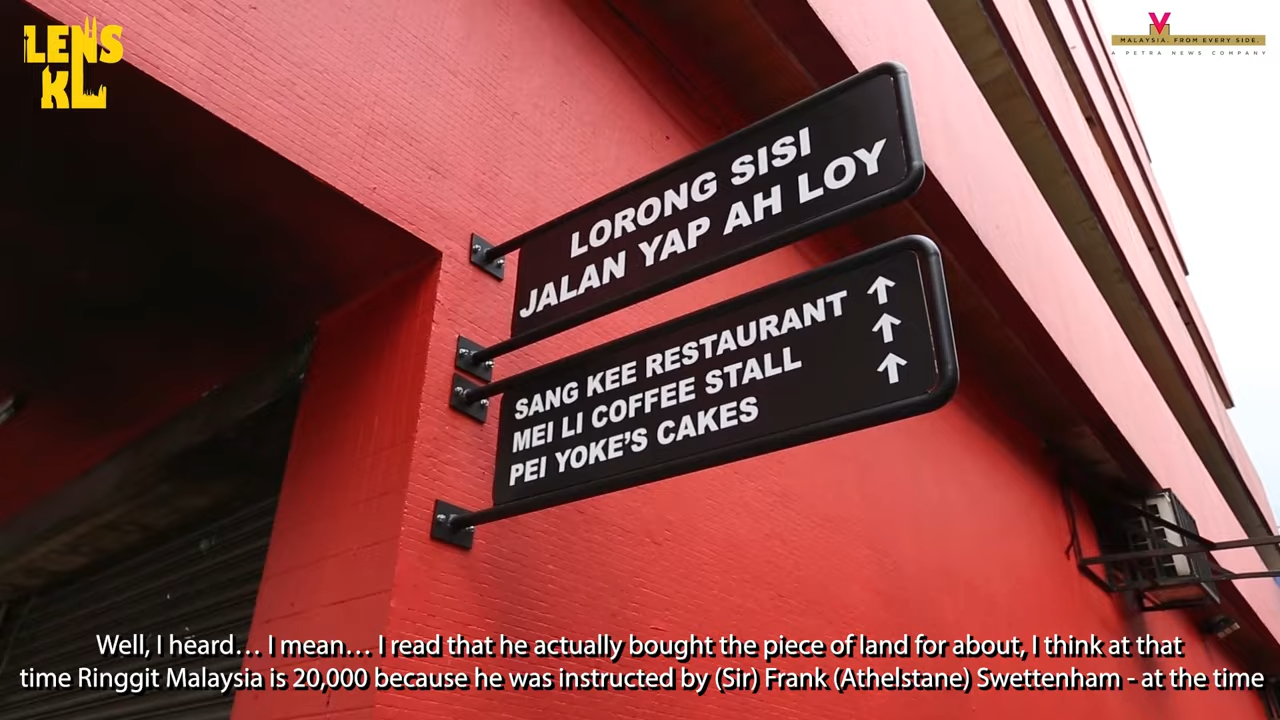 LENS
KL
V
MALAYSIA. FROM EVERY SIDE.
A PETRA NEWS COMPANY
LORONG SISI
JALAN YAP AH LOY
SANG KEE RESTAURANT ↑
MEI LI COFFEE STALL ↑
PEI YOKE'S CAKES ↑
Well, I heard... I mean... I read that he actually bought the piece of land for about, I think at that
time Ringgit Malaysia is 20,000 because he was instructed by (Sir) Frank (Athelstane) Swettenham - at the time